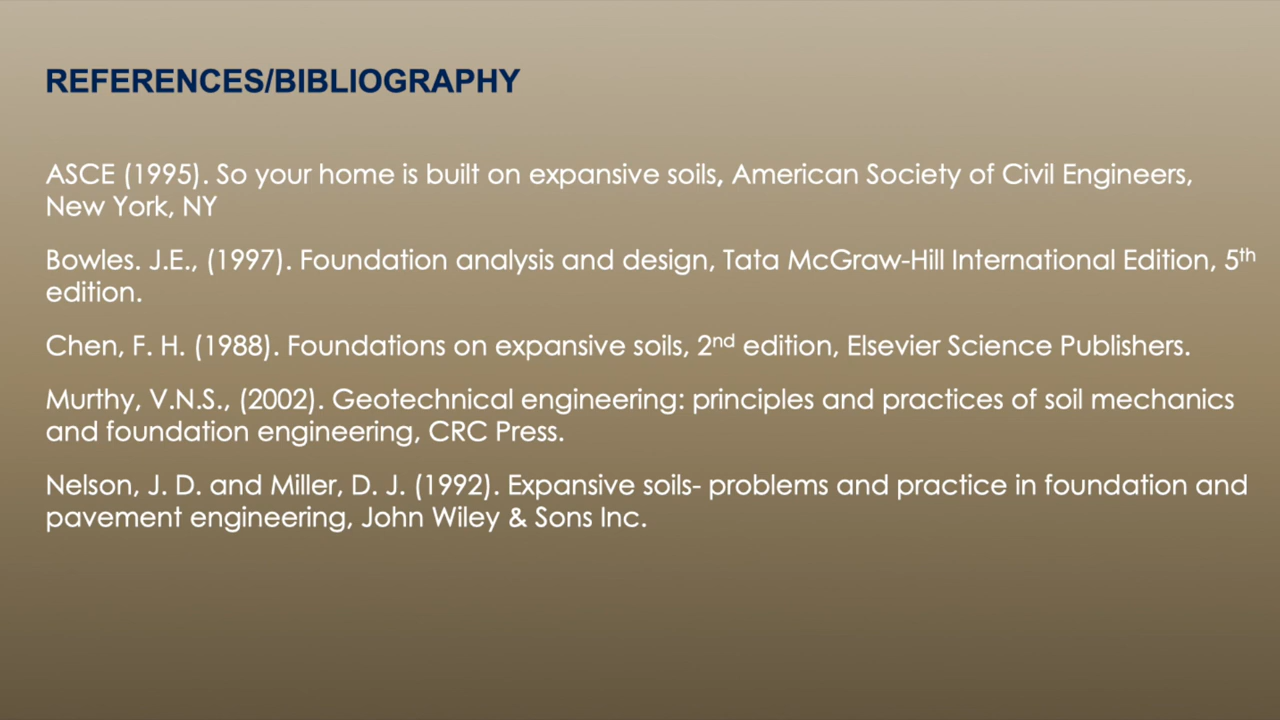 REFERENCES/BIBLIOGRAPHY
ASCE (1995). So your home is built on expansive soils, American Society of Civil Engineers,
New York, NY
Bowles. J.E., (1997). Foundation analysis and design, Tata McGraw-Hill International Edition, 5th
edition.
Chen, F. H. (1988). Foundations on expansive soils, 2nd edition, Elsevier Science Publishers.
Murthy, V.N.S., (2002). Geotechnical engineering: principles and practices of soil mechanics
and foundation engineering, CRC Press.
Nelson, J. D. and Miller, D. J. (1992). Expansive soils- problems and practice in foundation and
pavement engineering, John Wiley & Sons Inc.